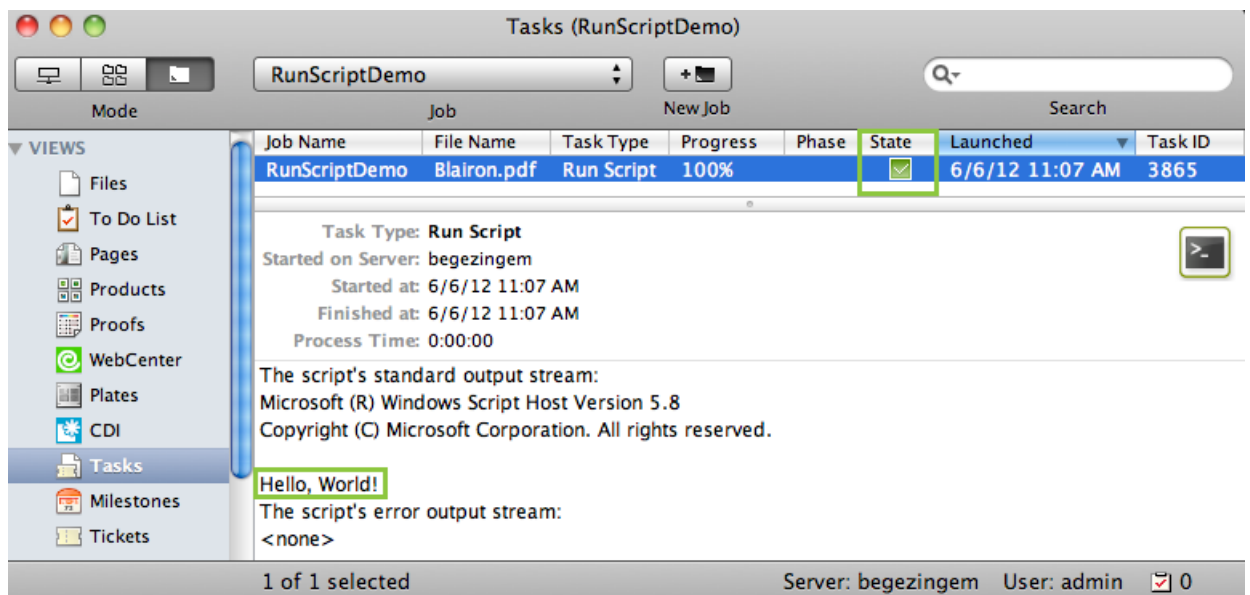 Tasks (RunScriptDemo)
RunScriptDemo
Mode
Job
New Job
Search
VIEWS
Files
To Do List
Pages
Products
Proofs
WebCenter
Plates
CDI
Tasks
Milestones
Tickets
Job Name File Name Task Type Progress Phase State Launched Task ID
RunScriptDemo Blairon.pdf Run Script 100% 6/6/12 11:07 AM 3865
Task Type: Run Script
Started on Server: begezingem
Started at: 6/6/12 11:07 AM
Finished at: 6/6/12 11:07 AM
Process Time: 0:00:00
The script's standard output stream:
Microsoft (R) Windows Script Host Version 5.8
Copyright (C) Microsoft Corporation. All rights reserved.
Hello, World!
The script's error output stream:
<none>
1 of 1 selected
Server: begezingem User: admin 0